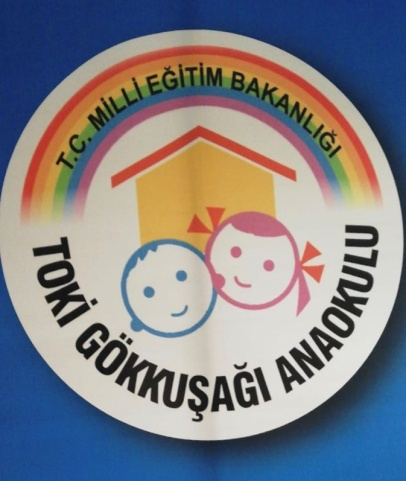 T.C. MİLLİ EĞİTİM BAKANLIĞI
TOKİ GÖKKUŞAĞI ANAOKULU